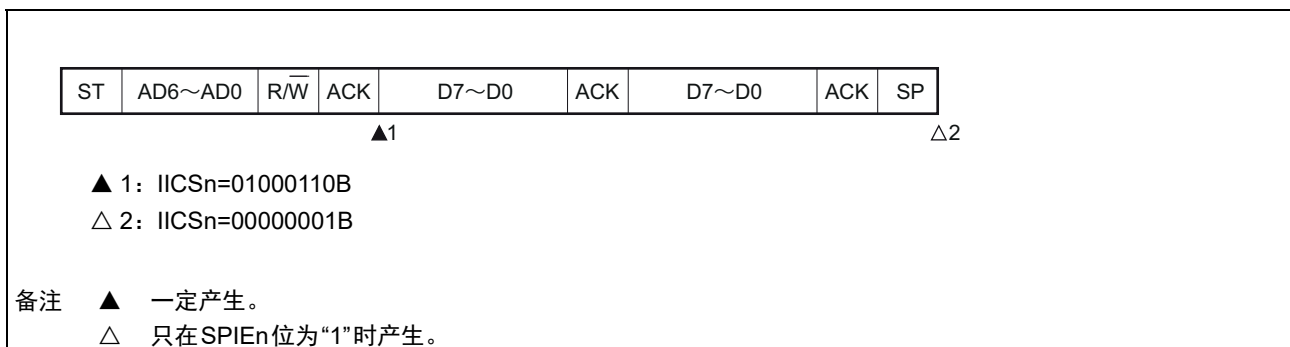 ST AD6～AD0 R/W̅ ACK D7～D0 ACK D7～D0 ACK SP
▲1 △2
▲ 1：IICSn=01000110B
△ 2：IICSn=00000001B
备注 ▲ 一定产生。
△ 只在SPIEn位为“1”时产生。